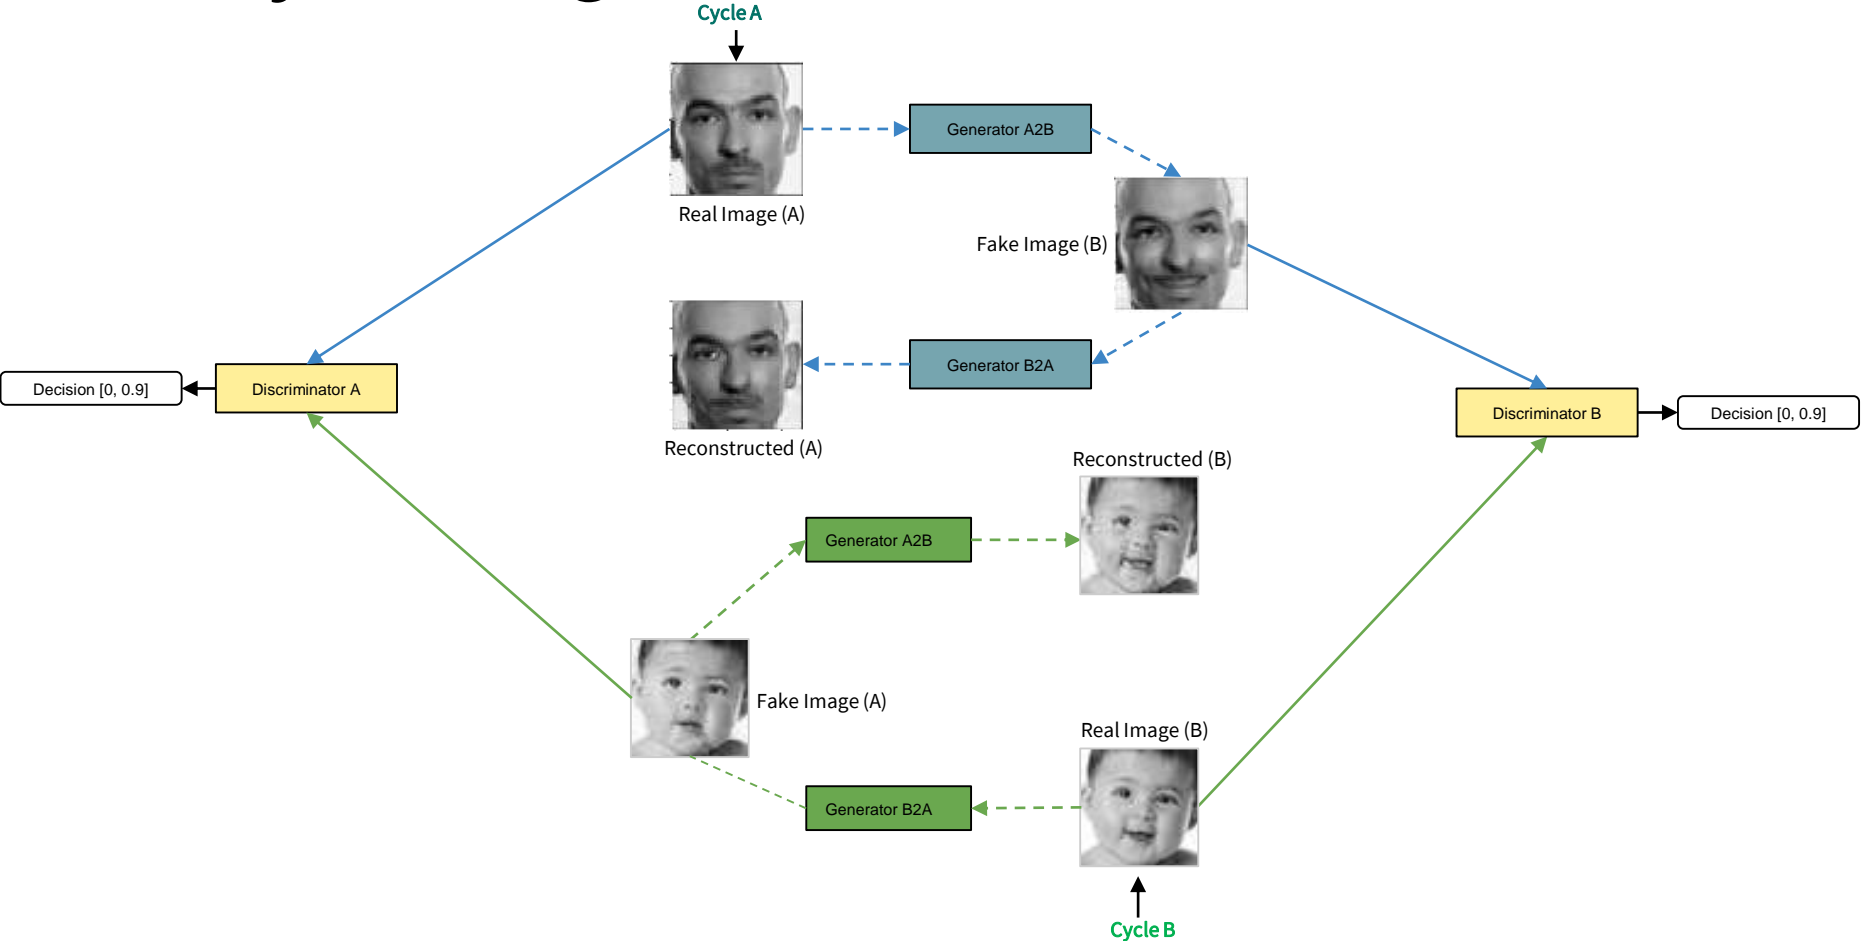 Cycle A
Generator A2B
Real Image (A)
Fake Image (B)
Generator B2A
Decision [0, 0.9]
Discriminator A
Discriminator B
Decision [0, 0.9]
Reconstructed (A)
Reconstructed (B)
Generator A2B
Fake Image (A)
Real Image (B)
Generator B2A
Cycle B